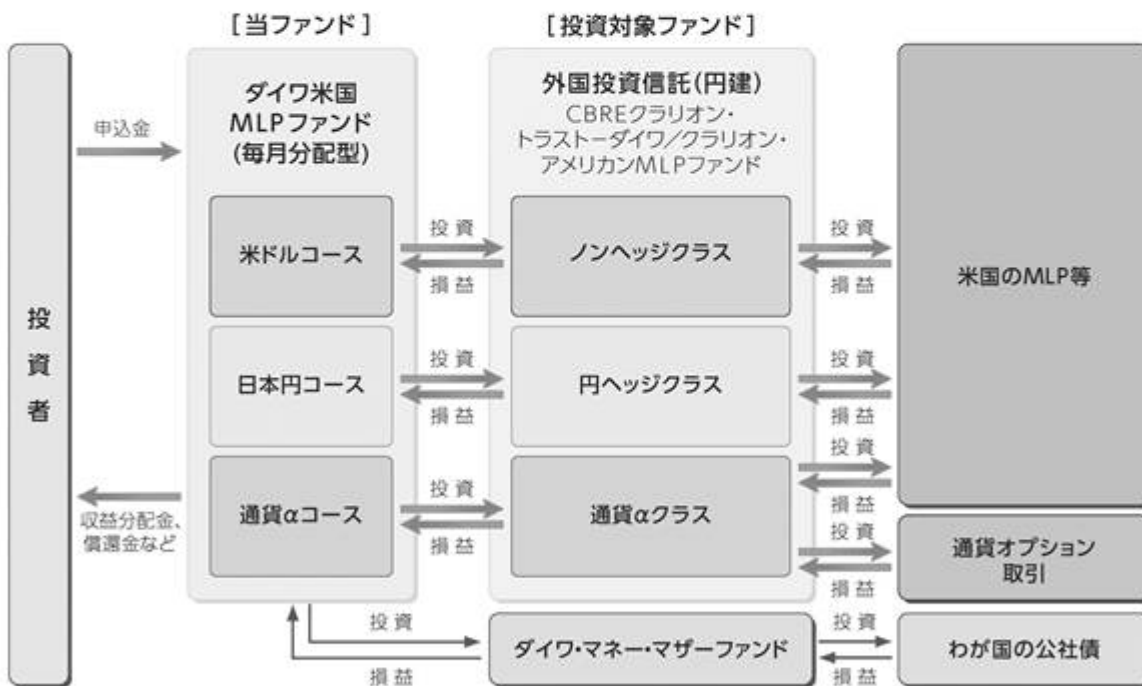 [当ファンド]
[投資対象ファンド]
投資者
申込金
収益分配金、
償還金など
ダイワ米国
MLPファンド
(毎月分配型)
外国投資信託(円建)
CBREクラリオン・
トラストーダイワ/クラリオン・
アメリカンMLPファンド
米ドルコース
投資
損益
ノンヘッジクラス
投資
損益
米国のMLP等
日本円コース
投資
損益
円ヘッジクラス
投資
損益
通貨αコース
投資
損益
通貨αクラス
投資
損益
投資
損益
通貨オプション
取引
投資
損益
ダイワ・マネー・マザーファンド
投資
損益
わが国の公社債